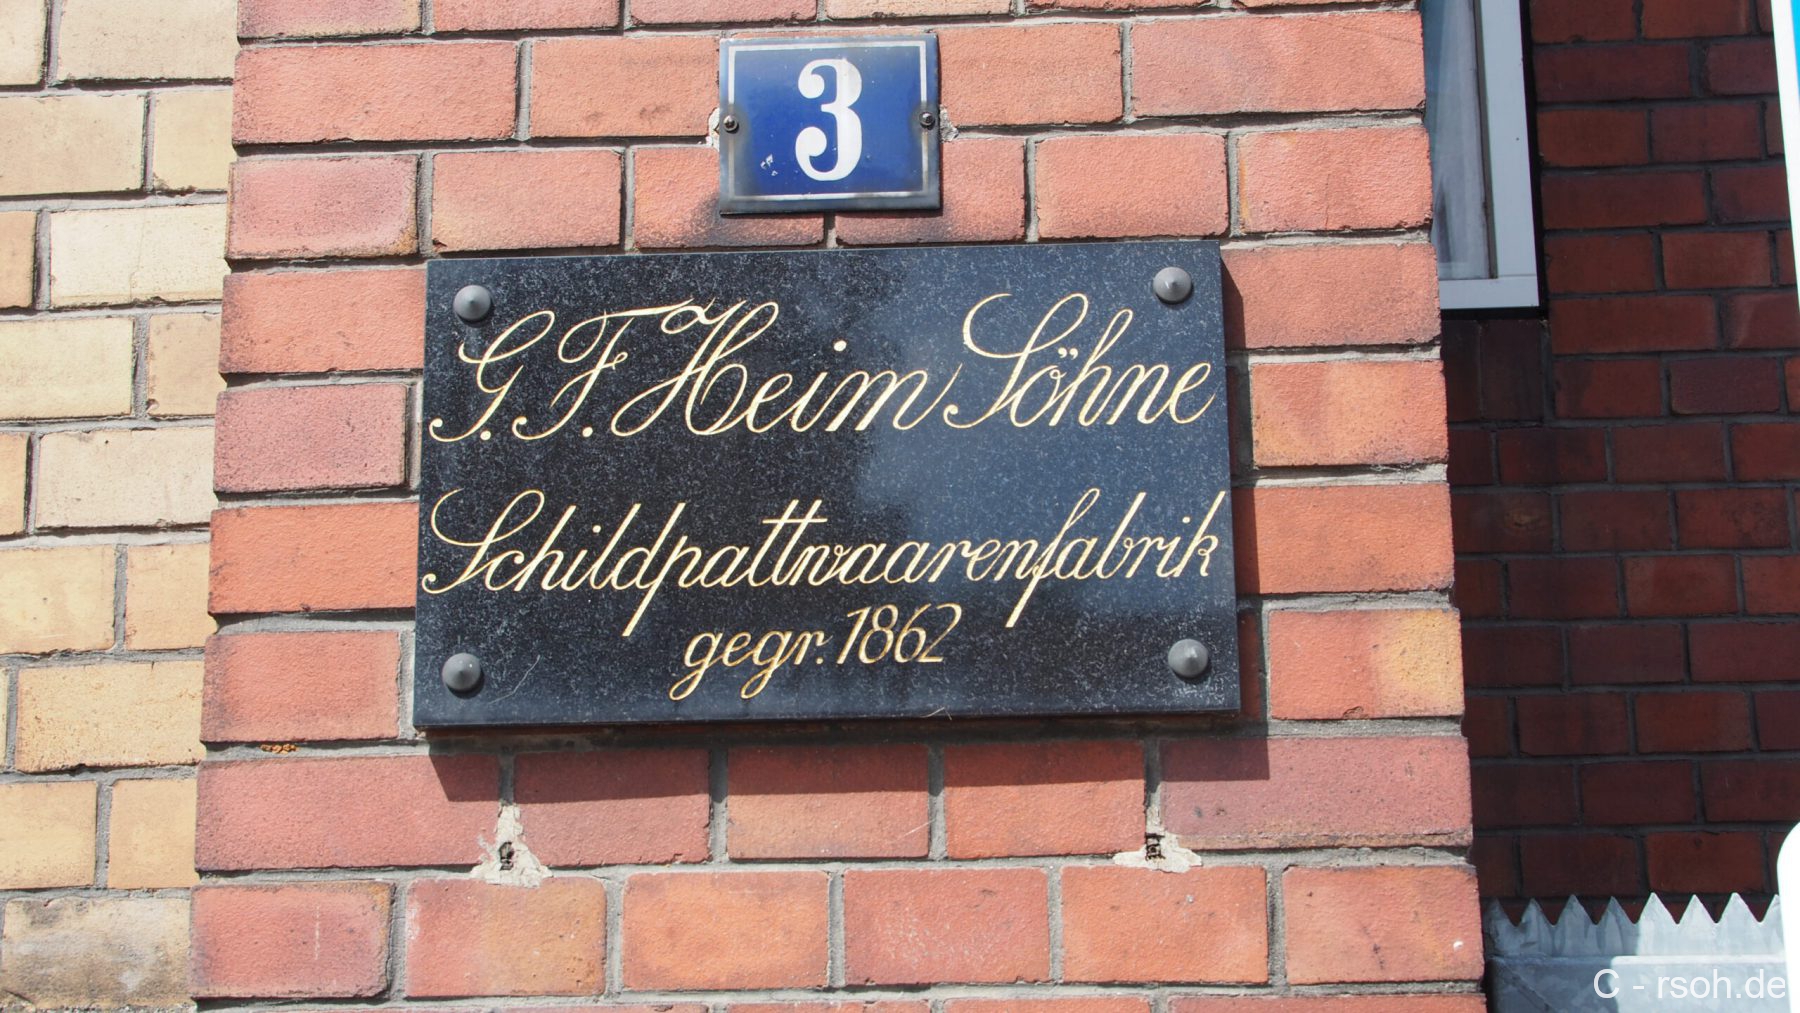 3
G. F. Heim Söhne
Schildpattwaarenfabrik
gegr. 1862
C - rsoh.de